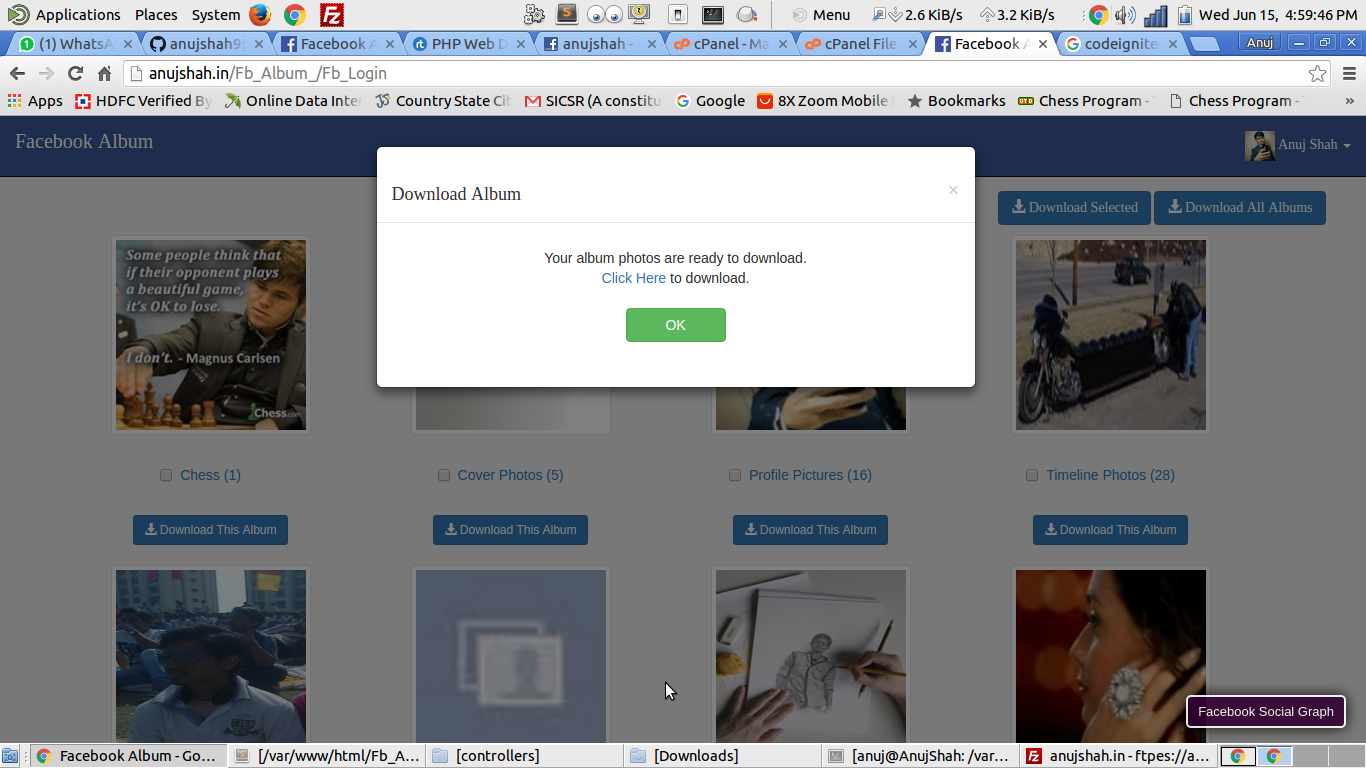 Applications Places System Menu 2.6 KiB/s 3.2 KiB/s Wed Jun 15, 4:59:46 PM
(1) WhatsA anujshah95 Facebook A PHP Web D anujshah - cPanel - Ma cPanel File Facebook A codeignite Anuj
anujshah.in/Fb_Album_/Fb_Login
Apps HDFC Verified By Online Data Inter Country State Cit SICSR (A constitu Google 8X Zoom Mobile Bookmarks Chess Program - Chess Program - »
Facebook Album
Anuj Shah
Download Album ×
Your album photos are ready to download.
Click Here to download.
OK
Download Selected Download All Albums
Some people think that
if their opponent plays
a beautiful game,
it's OK to lose.
I don't. - Magnus Carlsen
Chess.com
Chess (1) Cover Photos (5) Profile Pictures (16) Timeline Photos (28)
Download This Album Download This Album Download This Album Download This Album
Facebook Social Graph
Facebook Album - Go... [/var/www/html/Fb_A... [controllers] [Downloads] [anuj@AnujShah: /var... anujshah.in - ftpes://a...